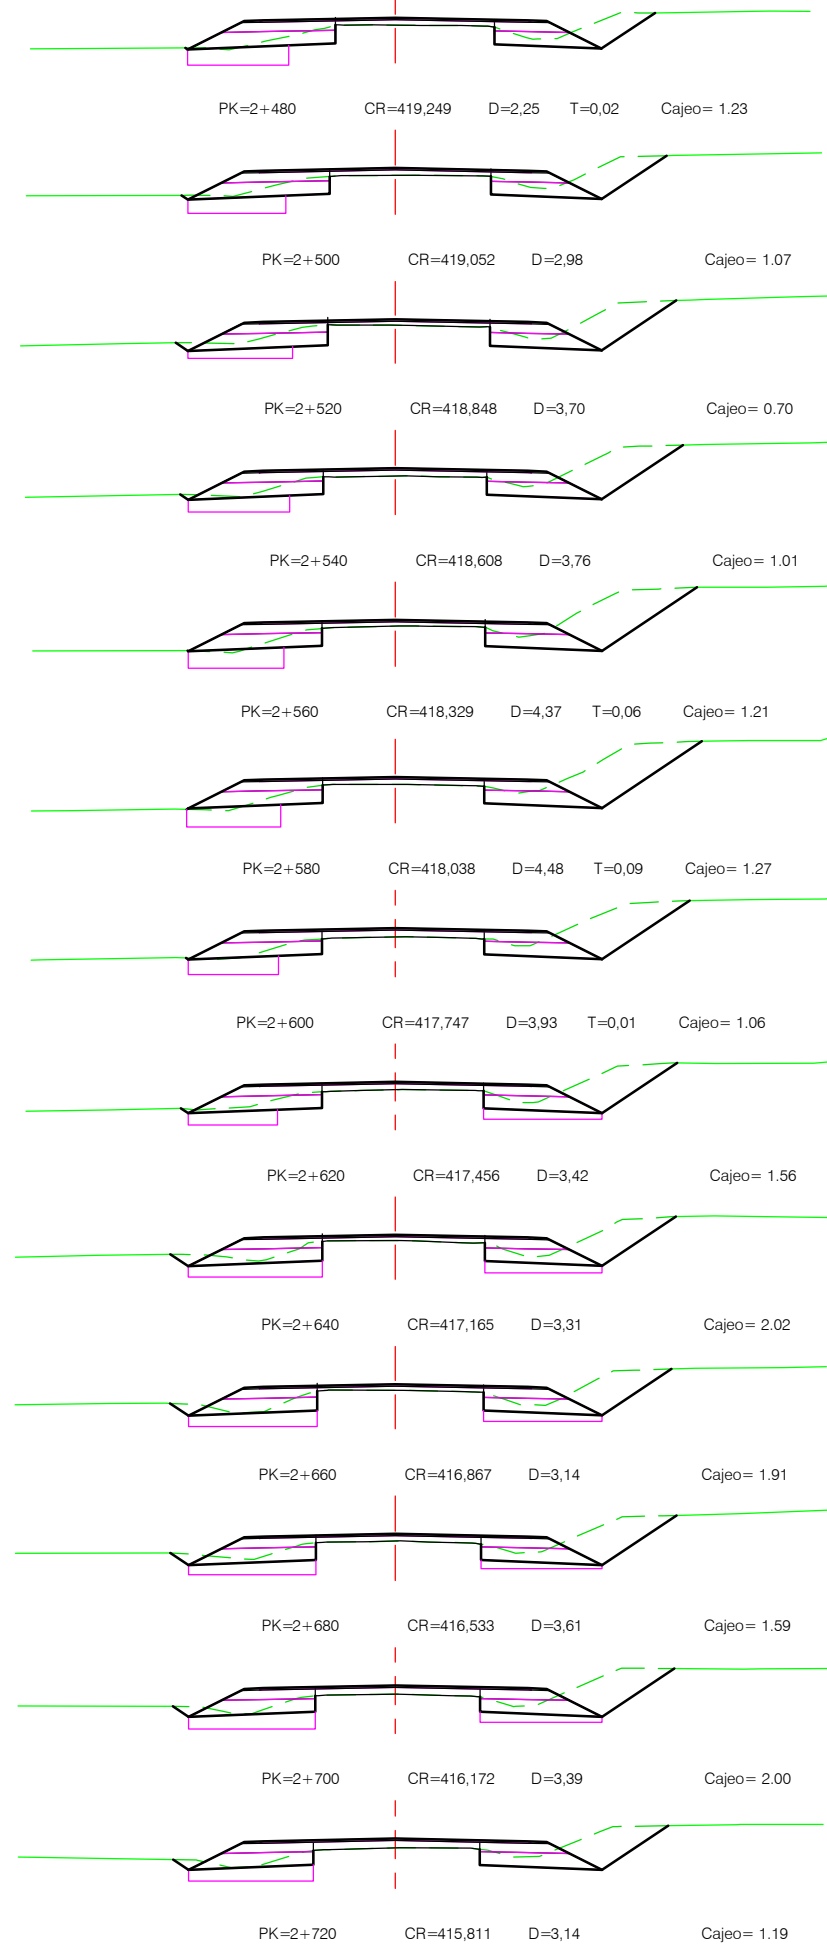 PK=2+480 CR=419,249 D=2,25 T=0,02 Cajeo= 1.23
PK=2+500 CR=419,052 D=2,98 Cajeo= 1.07
PK=2+520 CR=418,848 D=3,70 Cajeo= 0.70
PK=2+540 CR=418,608 D=3,76 Cajeo= 1.01
PK=2+560 CR=418,329 D=4,37 T=0,06 Cajeo= 1.21
PK=2+580 CR=418,038 D=4,48 T=0,09 Cajeo= 1.27
PK=2+600 CR=417,747 D=3,93 T=0,01 Cajeo= 1.06
PK=2+620 CR=417,456 D=3,42 Cajeo= 1.56
PK=2+640 CR=417,165 D=3,31 Cajeo= 2.02
PK=2+660 CR=416,867 D=3,14 Cajeo= 1.91
PK=2+680 CR=416,533 D=3,61 Cajeo= 1.59
PK=2+700 CR=416,172 D=3,39 Cajeo= 2.00
PK=2+720 CR=415,811 D=3,14 Cajeo= 1.19